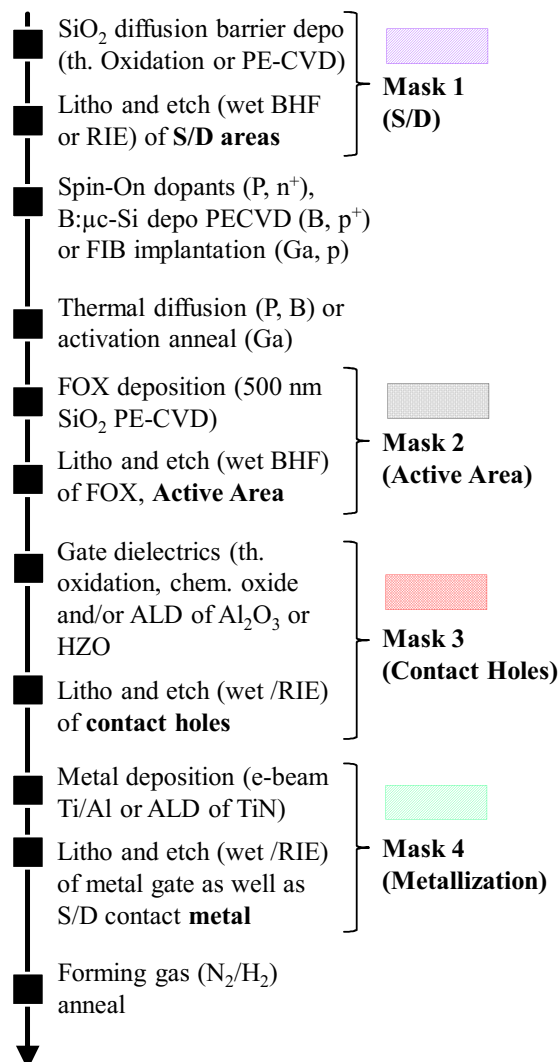 SiO₂ diffusion barrier depo
(th. Oxidation or PE-CVD)
Litho and etch (wet BHF
or RIE) of S/D areas
Mask 1
(S/D)
Spin-On dopants (P, n⁺),
B:µc-Si depo PECVD (B, p⁺)
or FIB implantation (Ga, p)
Thermal diffusion (P, B) or
activation anneal (Ga)
FOX deposition (500 nm
SiO₂ PE-CVD)
Litho and etch (wet BHF)
of FOX, Active Area
Mask 2
(Active Area)
Gate dielectrics (th.
oxidation, chem. oxide
and/or ALD of Al₂O₃ or
HZO
Litho and etch (wet /RIE)
of contact holes
Mask 3
(Contact Holes)
Metal deposition (e-beam
Ti/Al or ALD of TiN)
Litho and etch (wet /RIE)
of metal gate as well as
S/D contact metal
Mask 4
(Metallization)
Forming gas (N₂/H₂)
anneal